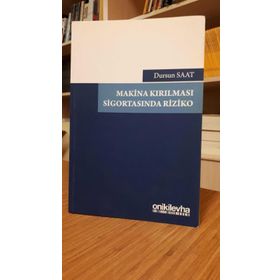 Dursun SAAT
MAKİNA KIRILMASI
SİGORTASINDA RİZİKO
onikilevha